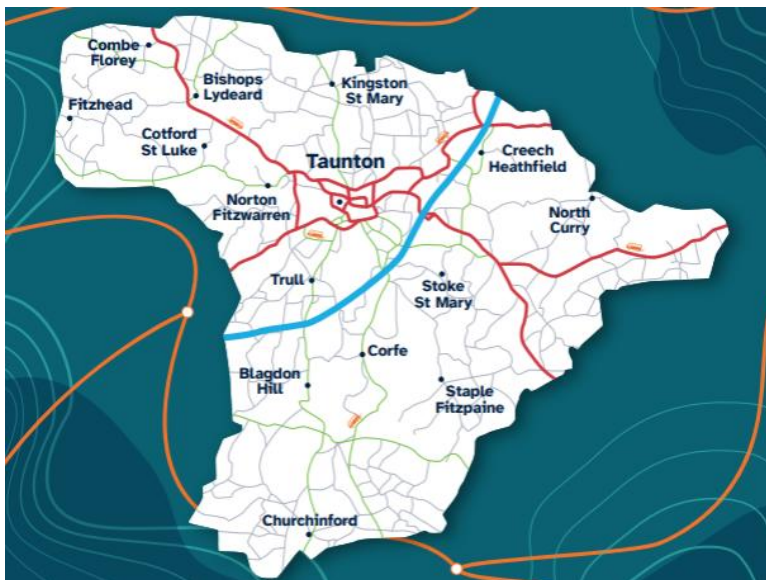 Combe
Florey
Bishops
Lydeard
Kingston
St Mary
Fitzhead
Cotford
St Luke
Taunton
Creech
Heathfield
Norton
Fitzwarren
North
Curry
Trull
Stoke
St Mary
Corfe
Blagdon
Hill
Staple
Fitzpaine
Churchinford